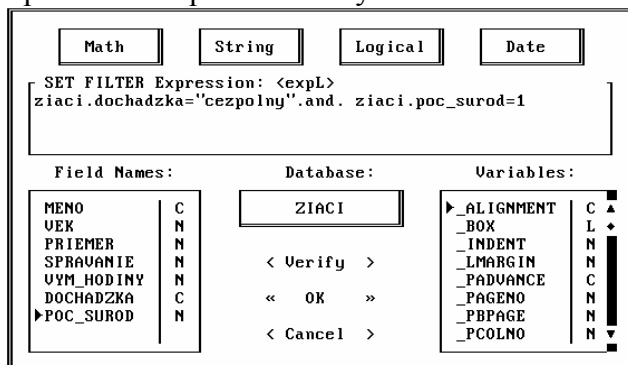 Math String Logical Date
SET FILTER Expression: <expL>
ziaci.dochadzka="cezpolny".and. ziaci.poc_surod=1
Field Names: Database: Variables:
MENO C
VEK N
PRIEMER N
SPRAVANIE N
VYM_HODINY N
DOCHADZKA C
POC_SUROD N
ZIACI
< Verify >
« OK »
< Cancel >
_ALIGNMENT C
_BOX L
_INDENT N
_LMARGIN N
_PADVANCE C
_PAGENO N
_PBPAGE N
_PCOLNO N